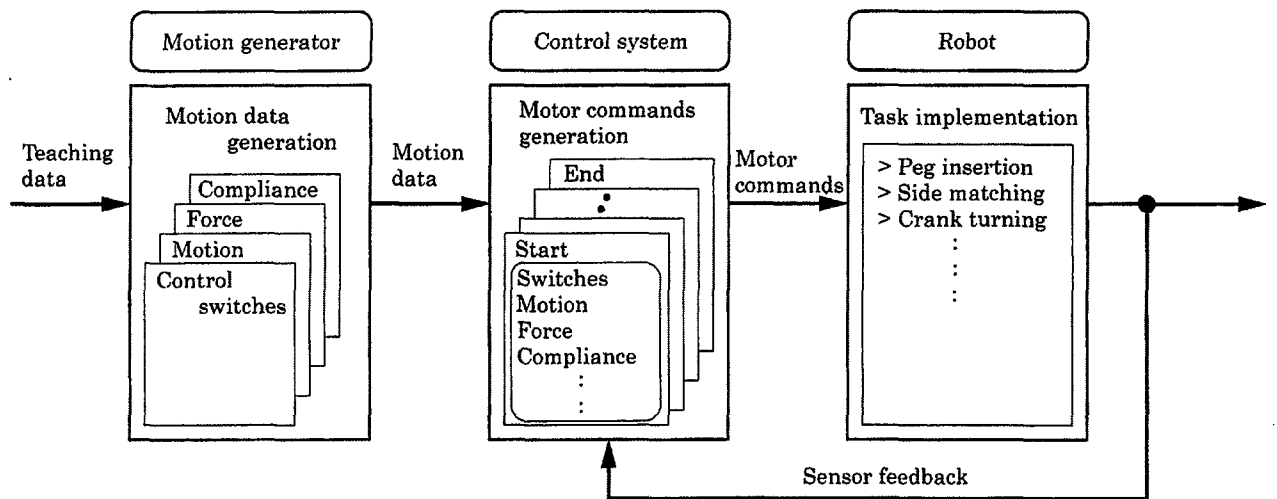 Motion generator
Control system
Robot
Teaching
data
Motion data
generation
Compliance
Force
Motion
Control
switches
Motion
data
Motor commands
generation
End
Start
Switches
Motion
Force
Compliance
Motor
commands
Task implementation
> Peg insertion
> Side matching
> Crank turning
Sensor feedback